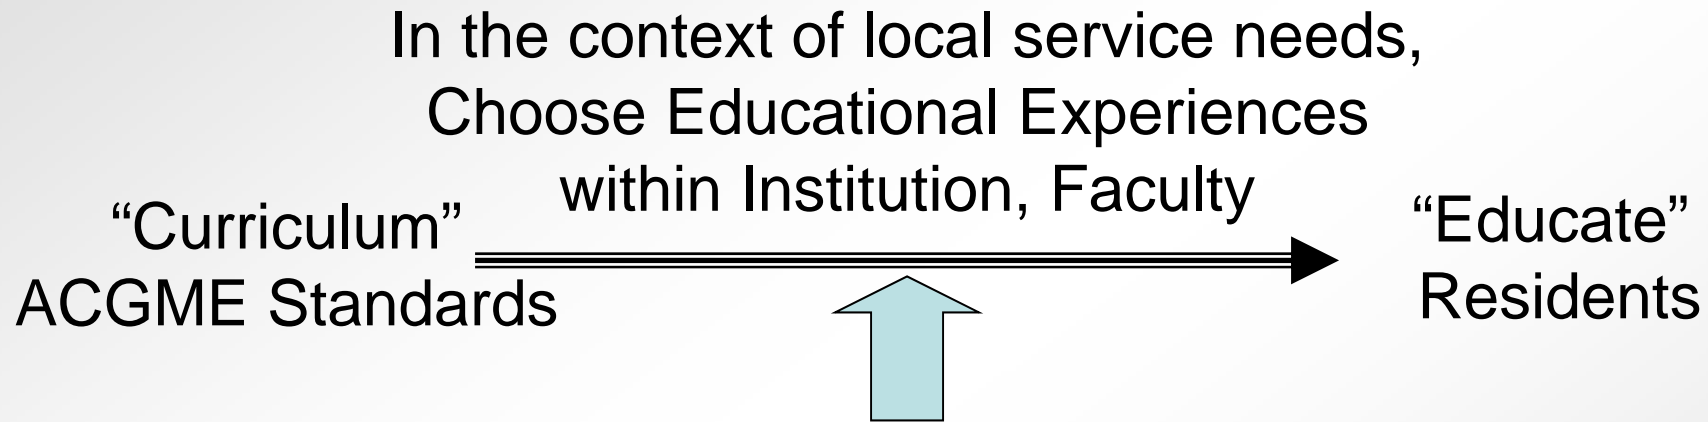 In the context of local service needs,
Choose Educational Experiences
within Institution, Faculty
“Curriculum”
ACGME Standards
“Educate”
Residents